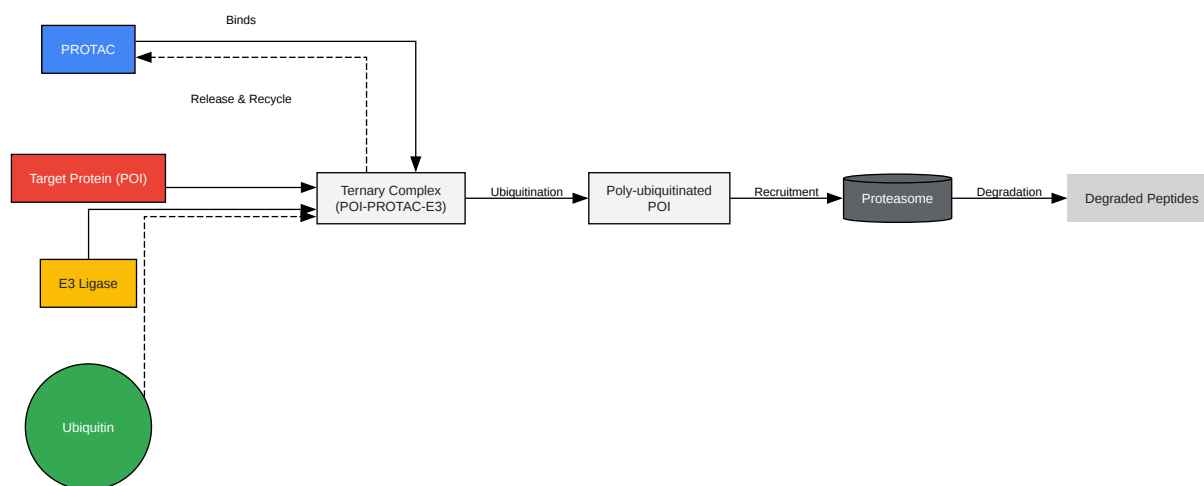 Binds
PROTAC
Release & Recycle
Target Protein (POI)
Ternary Complex
(POI-PROTAC-E3)
Ubiquitination
Poly-ubiquitinated
POI
Recruitment
Proteasome
Degradation
Degraded Peptides
E3 Ligase
Ubiquitin